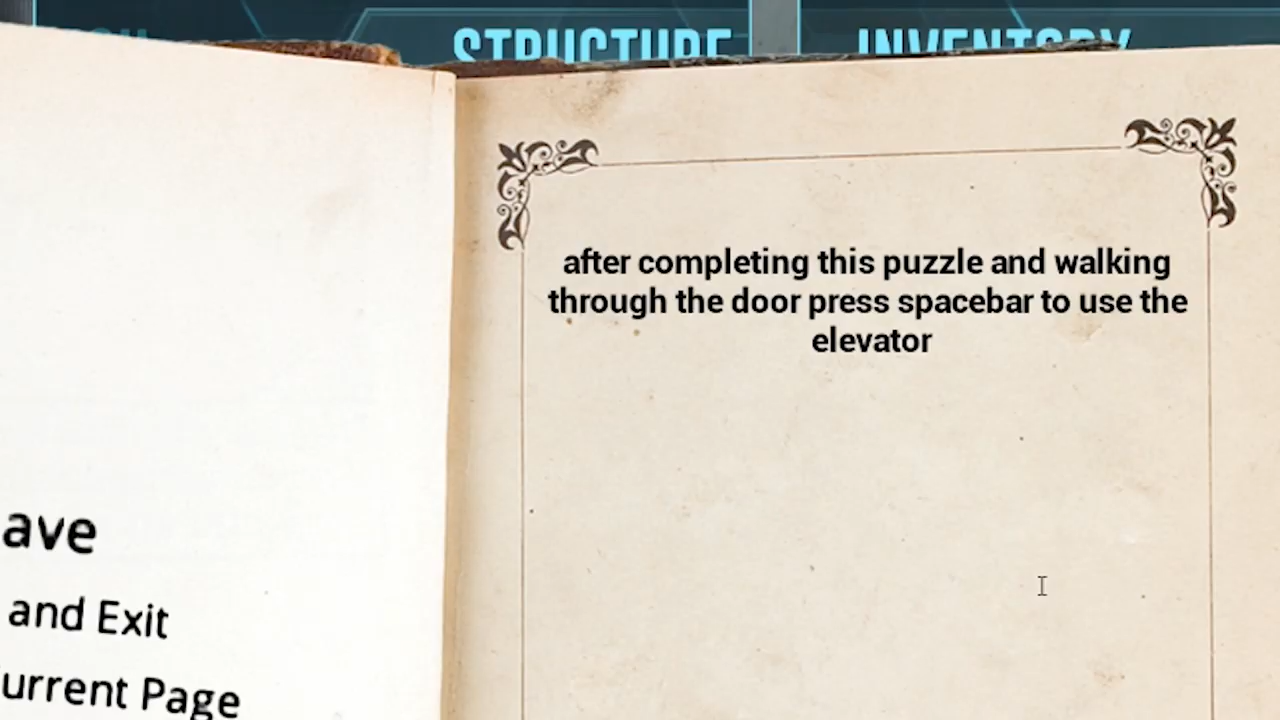 STRUCTURE
INVENTORY
after completing this puzzle and walking
through the door press spacebar to use the
elevator
ave
and Exit
urrent Page